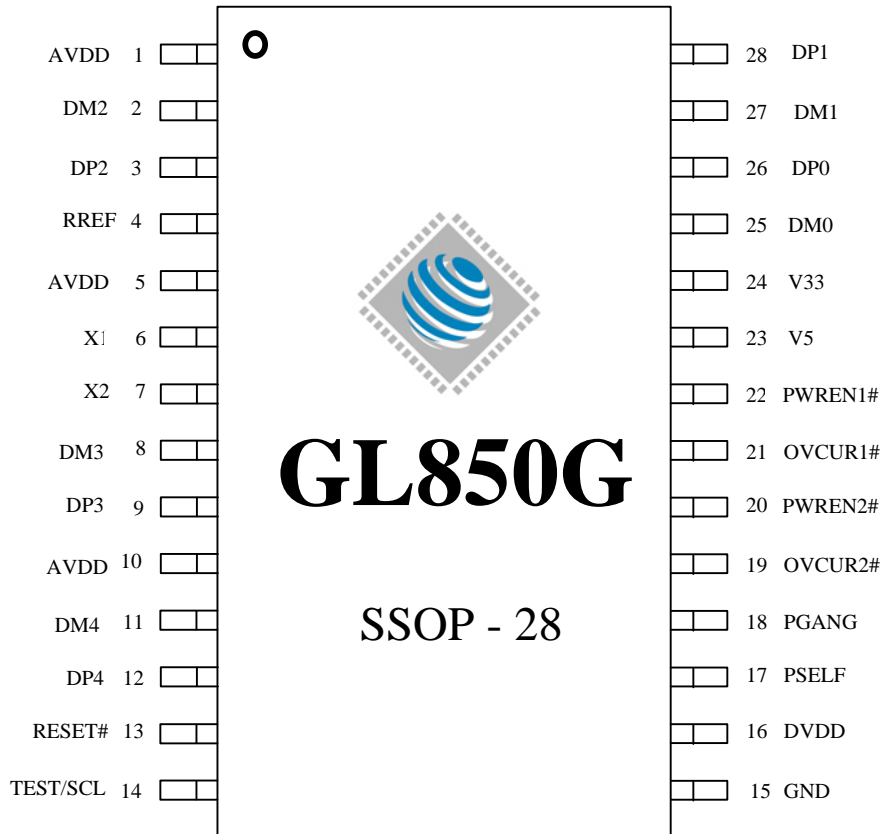 AVDD 1
DM2 2
DP2 3
RREF 4
AVDD 5
X1 6
X2 7
DM3 8
DP3 9
AVDD 10
DM4 11
DP4 12
RESET# 13
TEST/SCL 14
GL850G
SSOP - 28
28 DP1
27 DM1
26 DP0
25 DM0
24 V33
23 V5
22 PWREN1#
21 OVCUR1#
20 PWREN2#
19 OVCUR2#
18 PGANG
17 PSELF
16 DVDD
15 GND